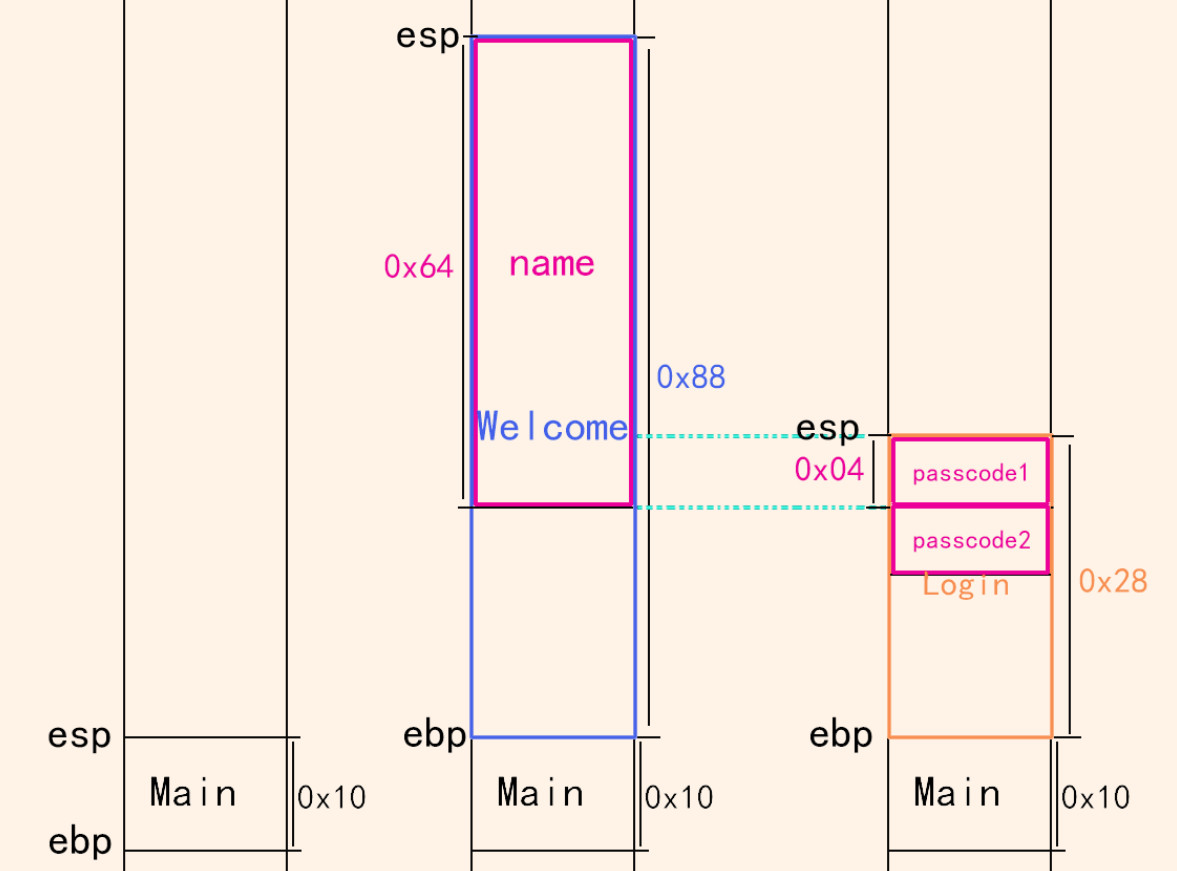 esp
name
0x64
0x88
Welcome
esp
0x04
passcode1
passcode2
Login
0x28
esp
ebp
ebp
Main
0x10
Main
0x10
Main
0x10
ebp